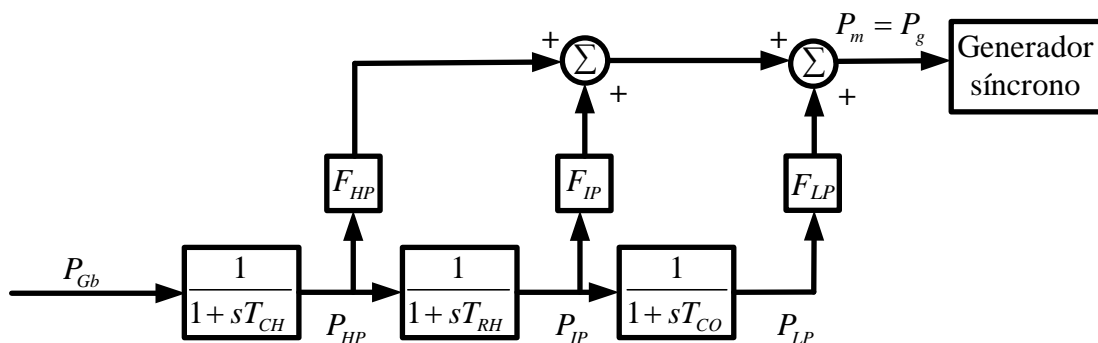 P_m = P_g
Generador
síncrono
+
+
+
+
Σ
Σ
F_HP
F_IP
F_LP
P_Gb
1
1 + sT_CH
P_HP
1
1 + sT_RH
P_IP
1
1 + sT_CO
P_LP